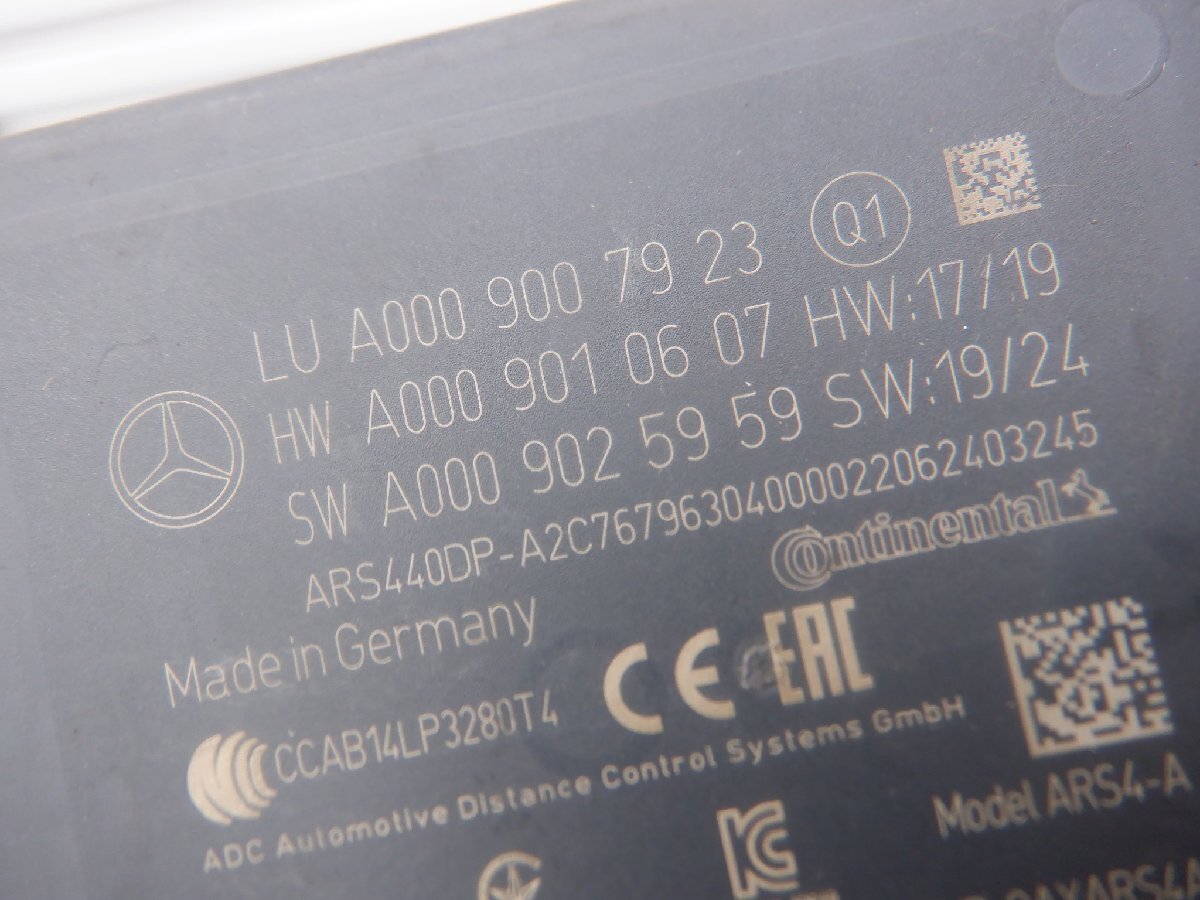 LU A000 900 79 23 Q1
HW A000 901 06 07 HW:17/19
SW A000 902 59 59 SW:19/24
ARS440DP-A2C76796304000022062403245
Continental
Made in Germany
CE EAC
CCAB14LP3280T4
ADC Automotive Distance Control Systems GmbH
Model ARS4-A